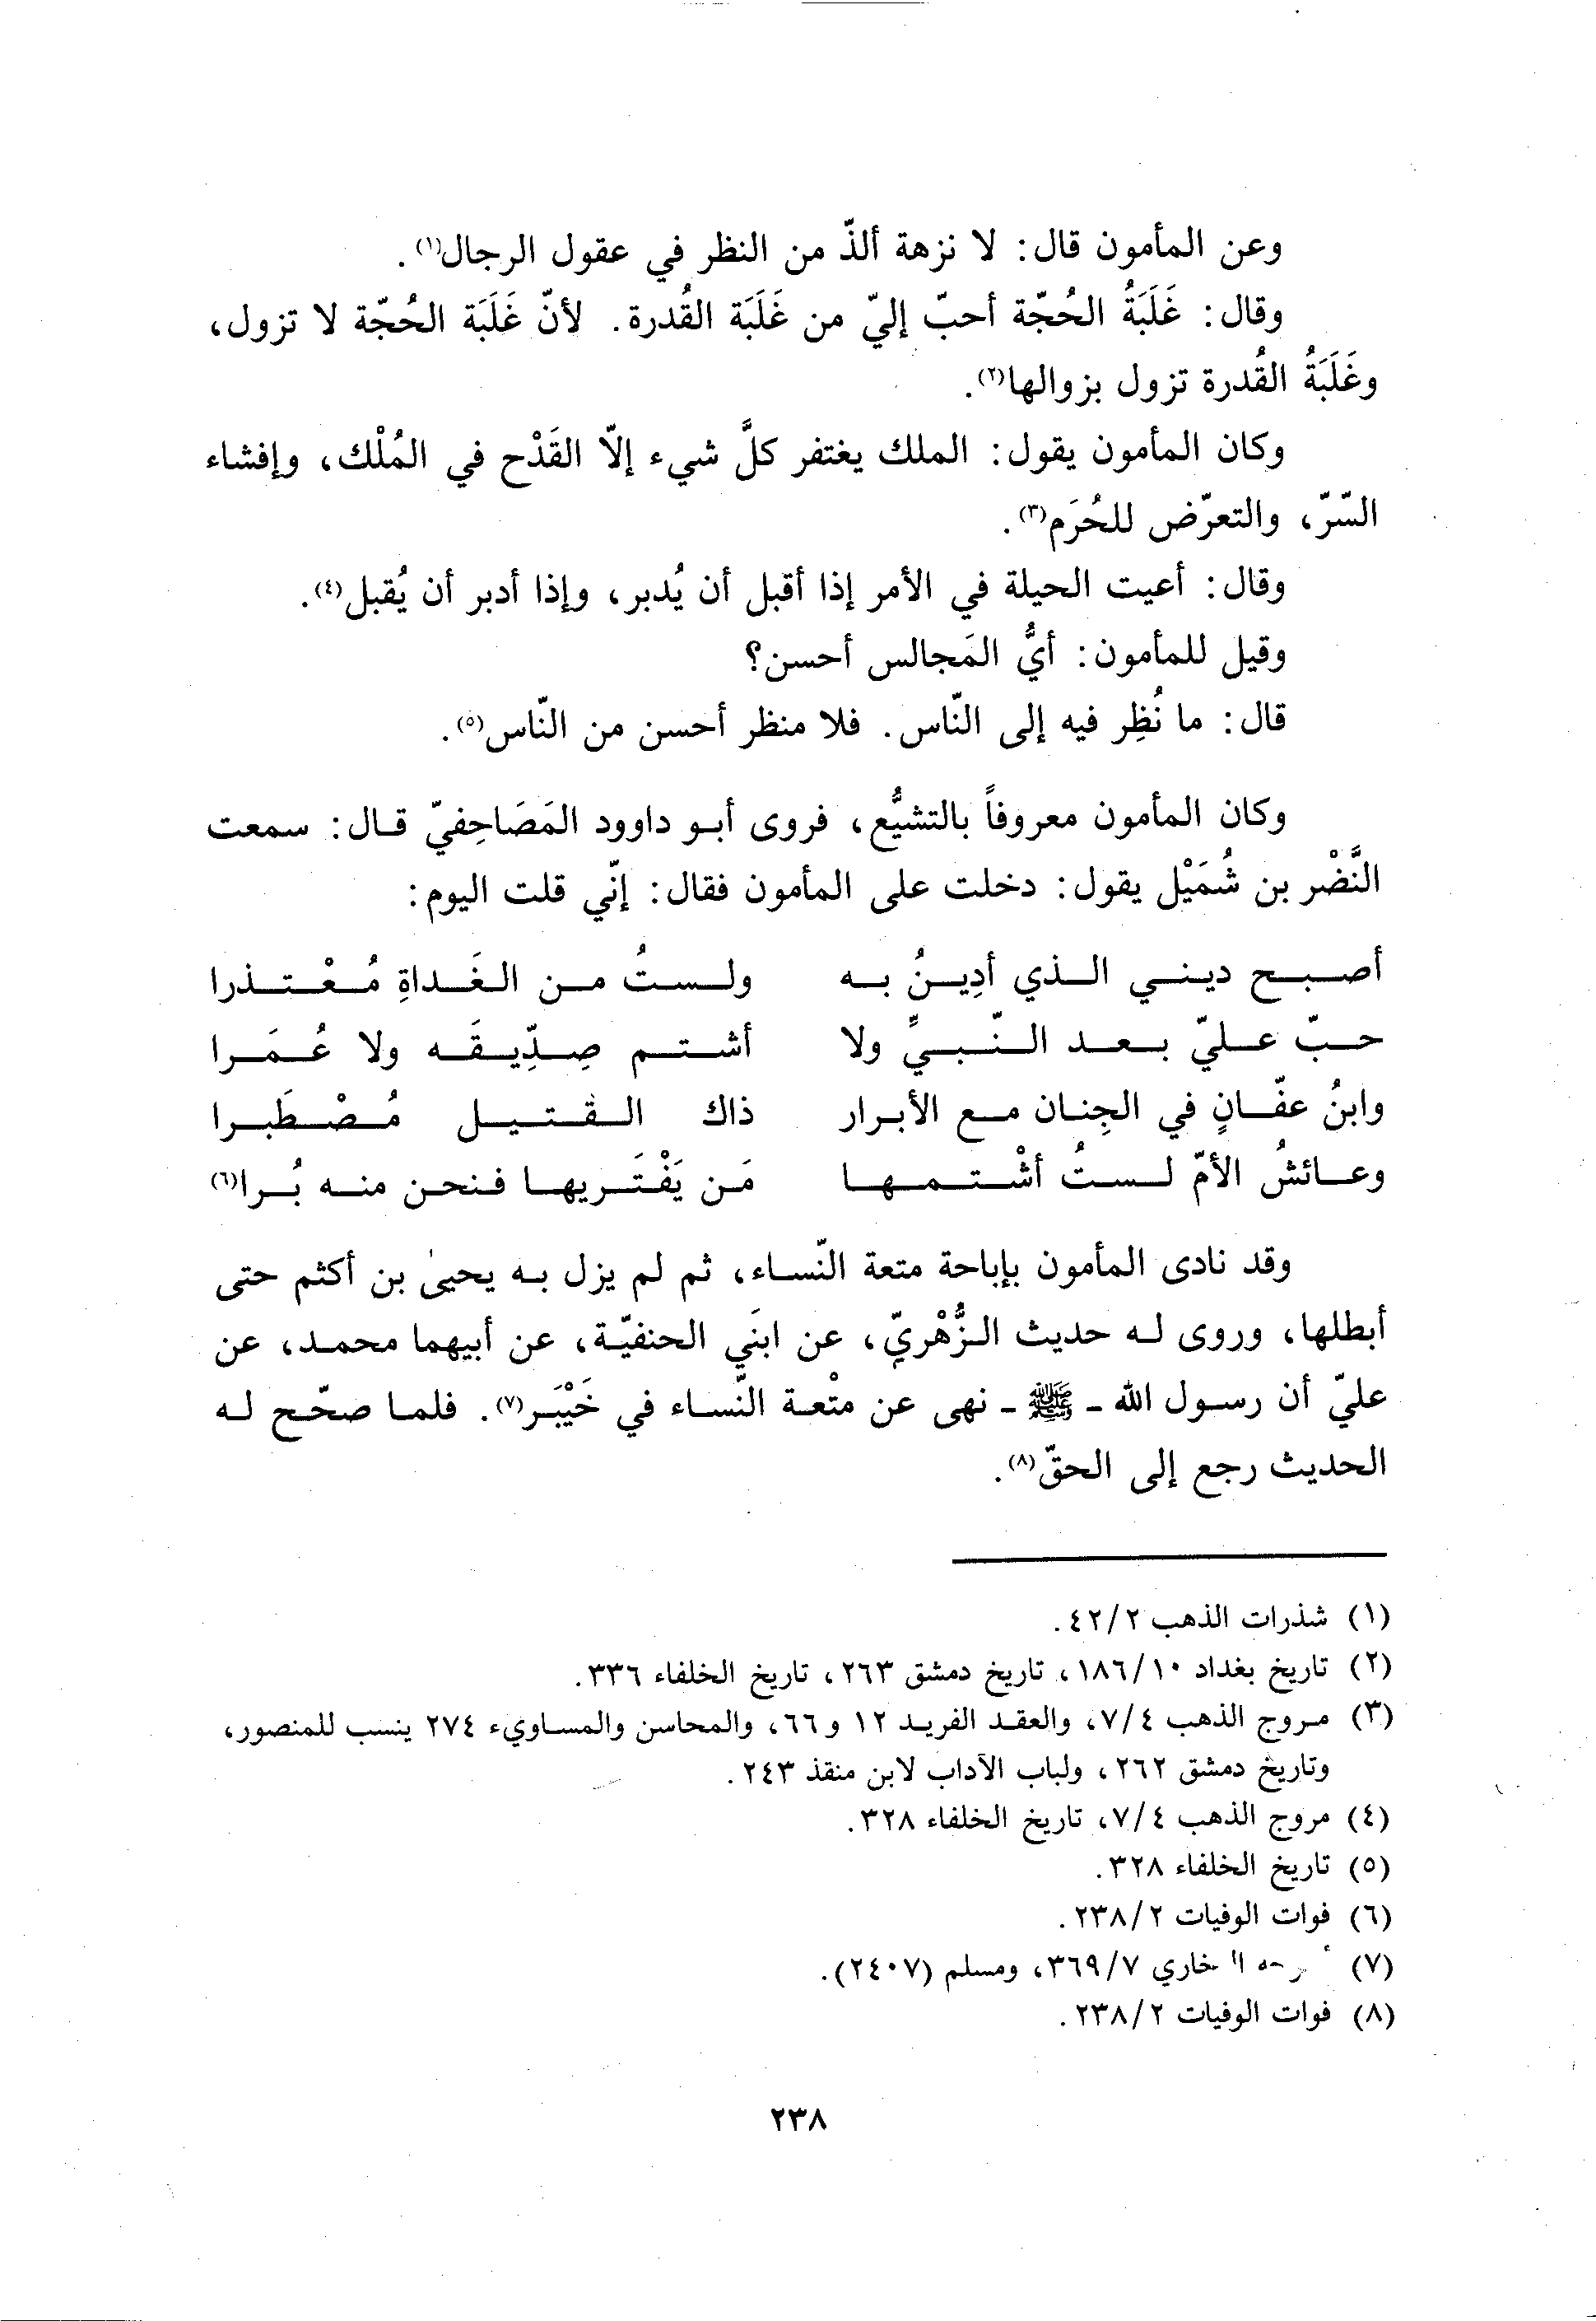 وعن المأمون قال: لا نزهة ألذّ من النظر في عقول الرجال(١).
وقال: غَلَبَةُ الحُجّة أحبّ إليّ من غَلَبَة القُدرة. لأنّ غَلَبَة الحُجّة لا تزول،
وغَلَبَةُ القُدرة تزول بزوالها(٢).
وكان المأمون يقول: الملك يغتفر كلَّ شيء إلّا القَدْح في المُلْك، وإفشاء
السّرّ، والتعرّض للحُرَم(٣).
وقال: أعيت الحيلة في الأمر إذا أقبل أن يُدبر، وإذا أدبر أن يُقبل(٤).
وقيل للمأمون: أيُّ المَجالس أحسن؟
قال: ما نُظِر فيه إلى النّاس. فلا منظر أحسن من النّاس(٥).
وكان المأمون معروفاً بالتشيُّع، فروى أبو داوود المَصَاحِفيّ قال: سمعت
النَّضْر بن شُمَيْل يقول: دخلت على المأمون فقال: إنّي قلت اليوم:
أصبح ديني الذي أدِينُ به ولستُ من الغَداةِ مُعْتذرا
حبّ عليّ بعد النّبيِّ ولا أشتم صِدِّيقَه ولا عُمَرا
وابنُ عفّانٍ في الجِنان مع الأبرار ذاك القتيل مُصْطَبرا
وعائشُ الأمّ لستُ أشْتمها مَن يَفْتَريها فنحن منه بُرا(٦)
وقد نادى المأمون بإباحة متعة النّساء، ثم لم يزل به يحيىٰ بن أكثم حتى
أبطلها، وروى له حديث الزُّهْريّ، عن ابنَي الحنفيّة، عن أبيهما محمد، عن
عليّ أن رسول الله - ﷺ - نهى عن متْعة النّساء في خَيْبَر(٧). فلما صحّح له
الحديث رجع إلى الحقّ(٨).
(١) شذرات الذهب ٤٢/٢.
(٢) تاريخ بغداد ١٨٦/١٠، تاريخ دمشق ٢٦٣، تاريخ الخلفاء ٣٣٦.
(٣) مروج الذهب ٧/٤، والعقد الفريد ١٢ و٦٦، والمحاسن والمساويء ٢٧٤ ينسب للمنصور،
وتاريخ دمشق ٢٦٢، ولباب الآداب لابن منقذ ٢٤٣.
(٤) مروج الذهب ٧/٤، تاريخ الخلفاء ٣٢٨.
(٥) تاريخ الخلفاء ٣٢٨.
(٦) فوات الوفيات ٢٣٨/٢.
(٧) ٣٦٩/٧، ومسلم (٢٤٠٧).
(٨) فوات الوفيات ٢٣٨/٢.
٢٣٨